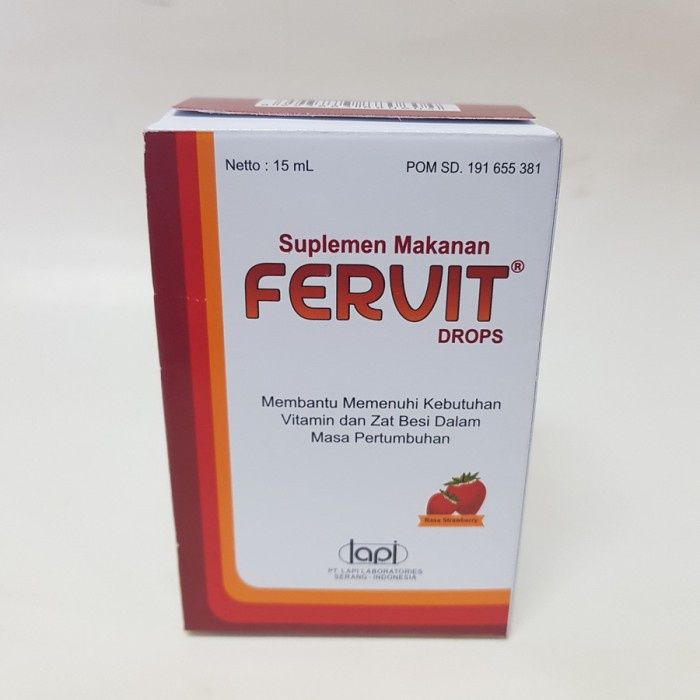 Netto : 15 mL
POM SD. 191 655 381
Suplemen Makanan
FERVIT®
DROPS
Membantu Memenuhi Kebutuhan
Vitamin dan Zat Besi Dalam
Masa Pertumbuhan
Rasa Strawberry
lapi
PT. LAPI LABORATORIES
SERANG - INDONESIA